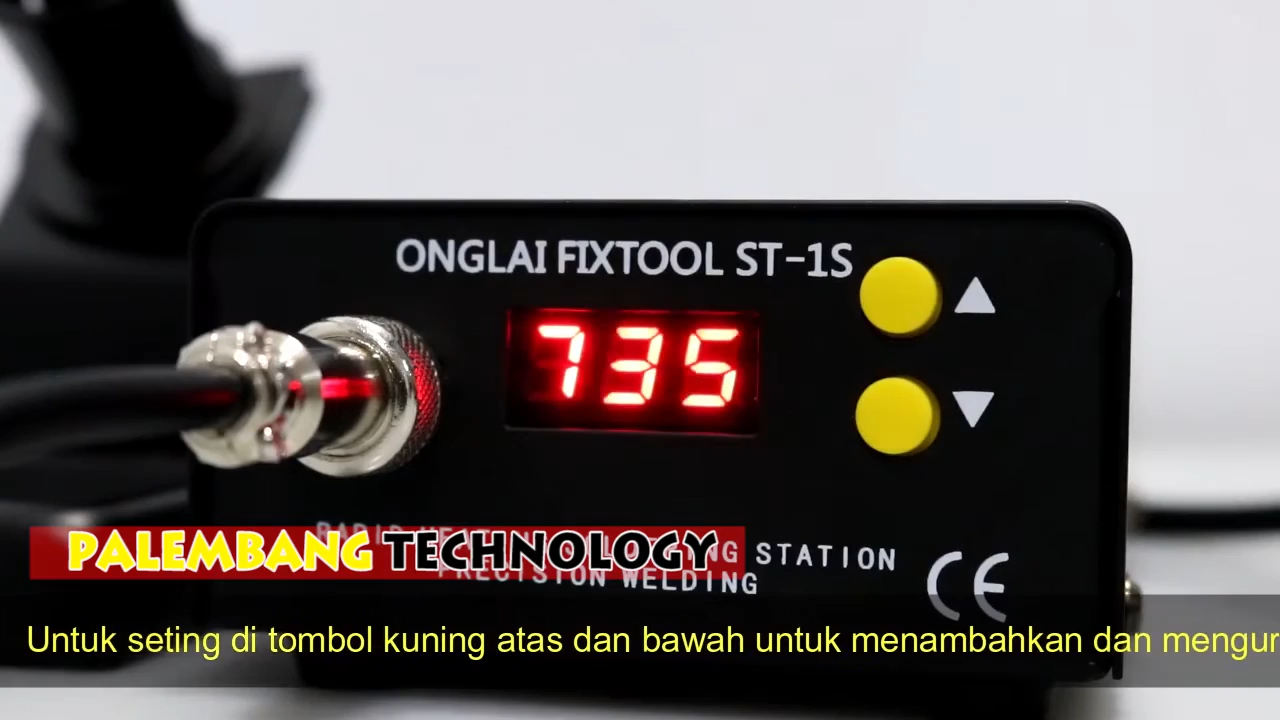 ONGLAI FIXTOOL ST-1S
735
STATION
PALEMBANG TECHNOLOGY
PRECISION WELDING
CE
Untuk seting di tombol kuning atas dan bawah untuk menambahkan dan mengur